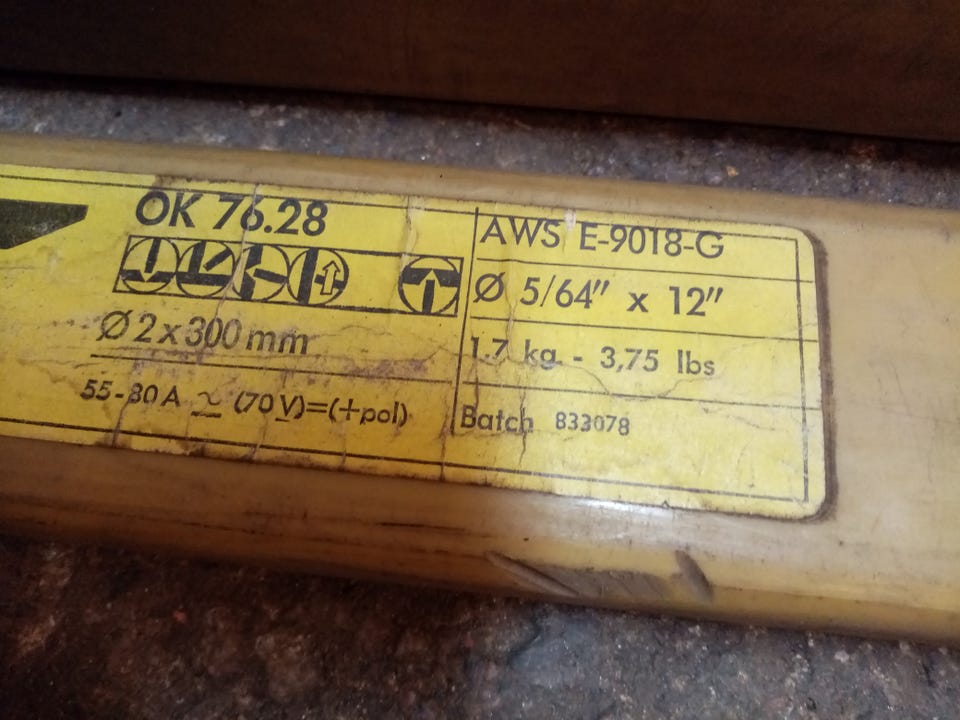 OK 76.28
Ø 2 x 300 mm
55-80 A ≂ (70 V)=(+pol)
AWS E-9018-G
Ø 5/64" x 12"
1.7 kg. - 3,75 lbs
Batch 833078